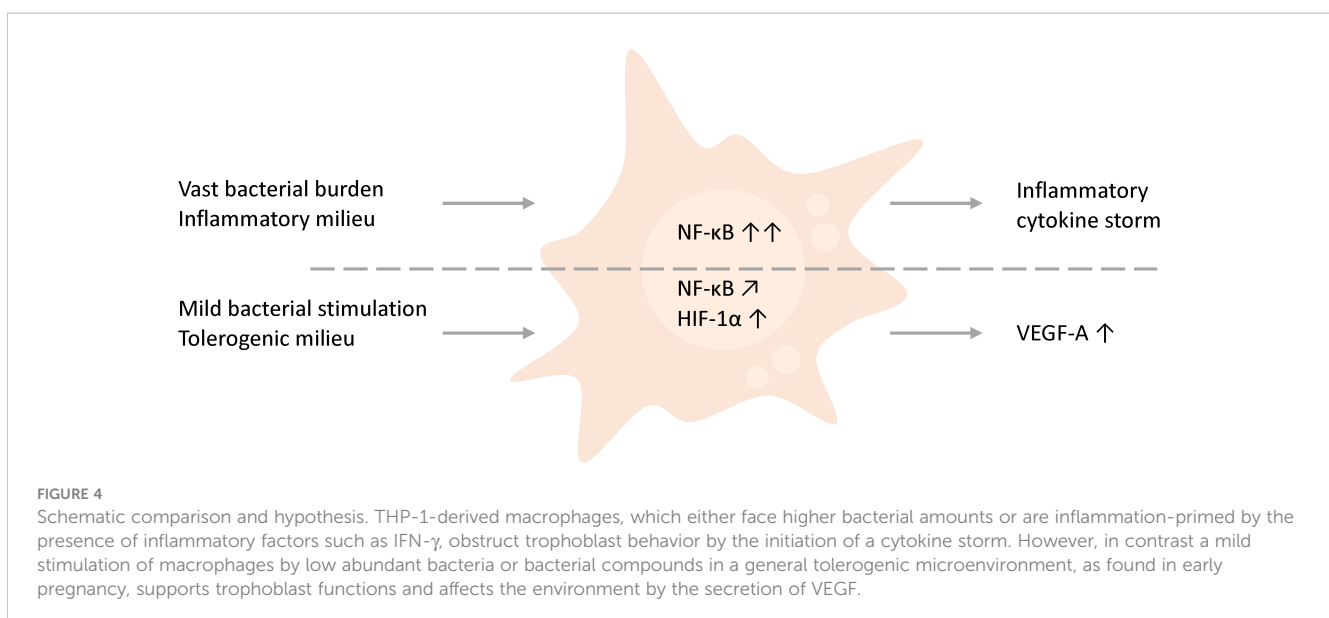 Vast bacterial burden
Inflammatory milieu
NF-κB ↑↑
Inflammatory
cytokine storm
Mild bacterial stimulation
Tolerogenic milieu
NF-κB ↗
HIF-1α ↑
VEGF-A ↑
FIGURE 4
Schematic comparison and hypothesis. THP-1-derived macrophages, which either face higher bacterial amounts or are inflammation-primed by the
presence of inflammatory factors such as IFN-γ, obstruct trophoblast behavior by the initiation of a cytokine storm. However, in contrast a mild
stimulation of macrophages by low abundant bacteria or bacterial compounds in a general tolerogenic microenvironment, as found in early
pregnancy, supports trophoblast functions and affects the environment by the secretion of VEGF.